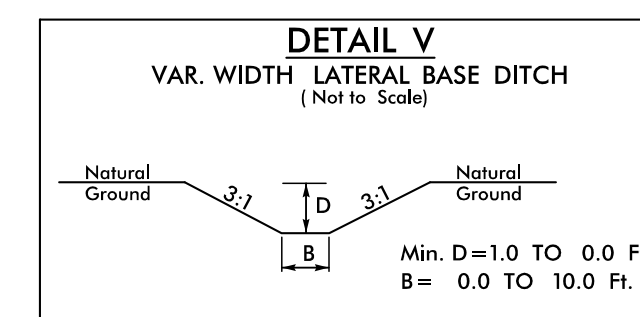 DETAIL V
VAR. WIDTH LATERAL BASE DITCH
( Not to Scale)
Natural
Ground
3:1
D
3:1
Natural
Ground
B
Min. D=1.0 TO 0.0 F
B= 0.0 TO 10.0 Ft.